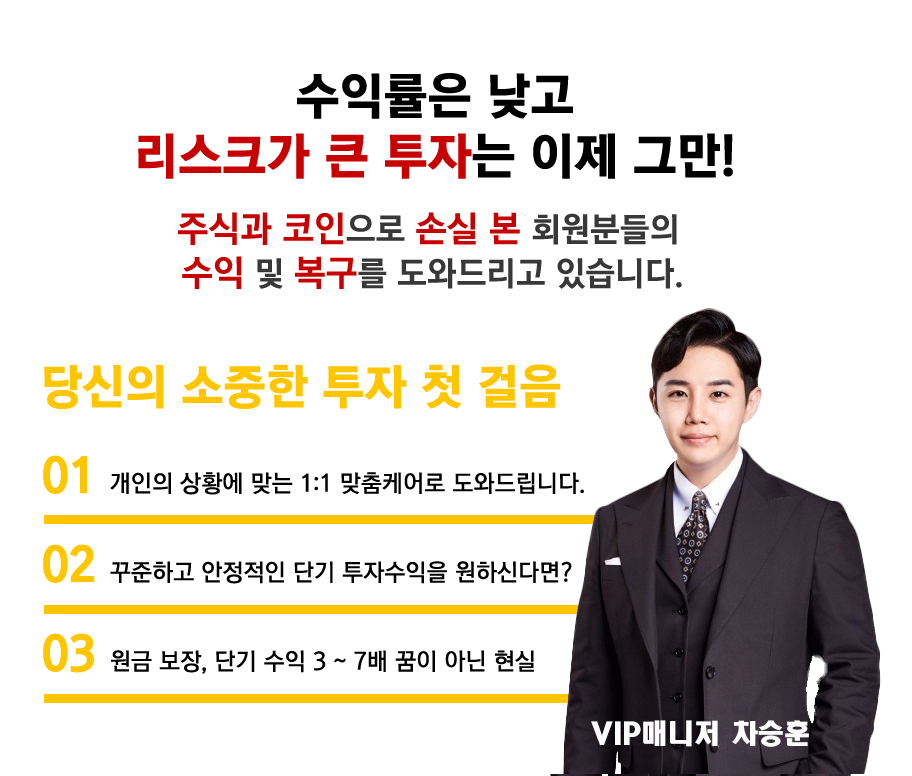 수익률은 낮고
리스크가 큰 투자는 이제 그만!
주식과 코인으로 손실 본 회원분들의
수익 및 복구를 도와드리고 있습니다.
당신의 소중한 투자 첫 걸음
01 개인의 상황에 맞는 1:1 맞춤케어로 도와드립니다.
02 꾸준하고 안정적인 단기 투자수익을 원하신다면?
03 원금 보장, 단기 수익 3 ~ 7배 꿈이 아닌 현실
VIP매니저 차승훈